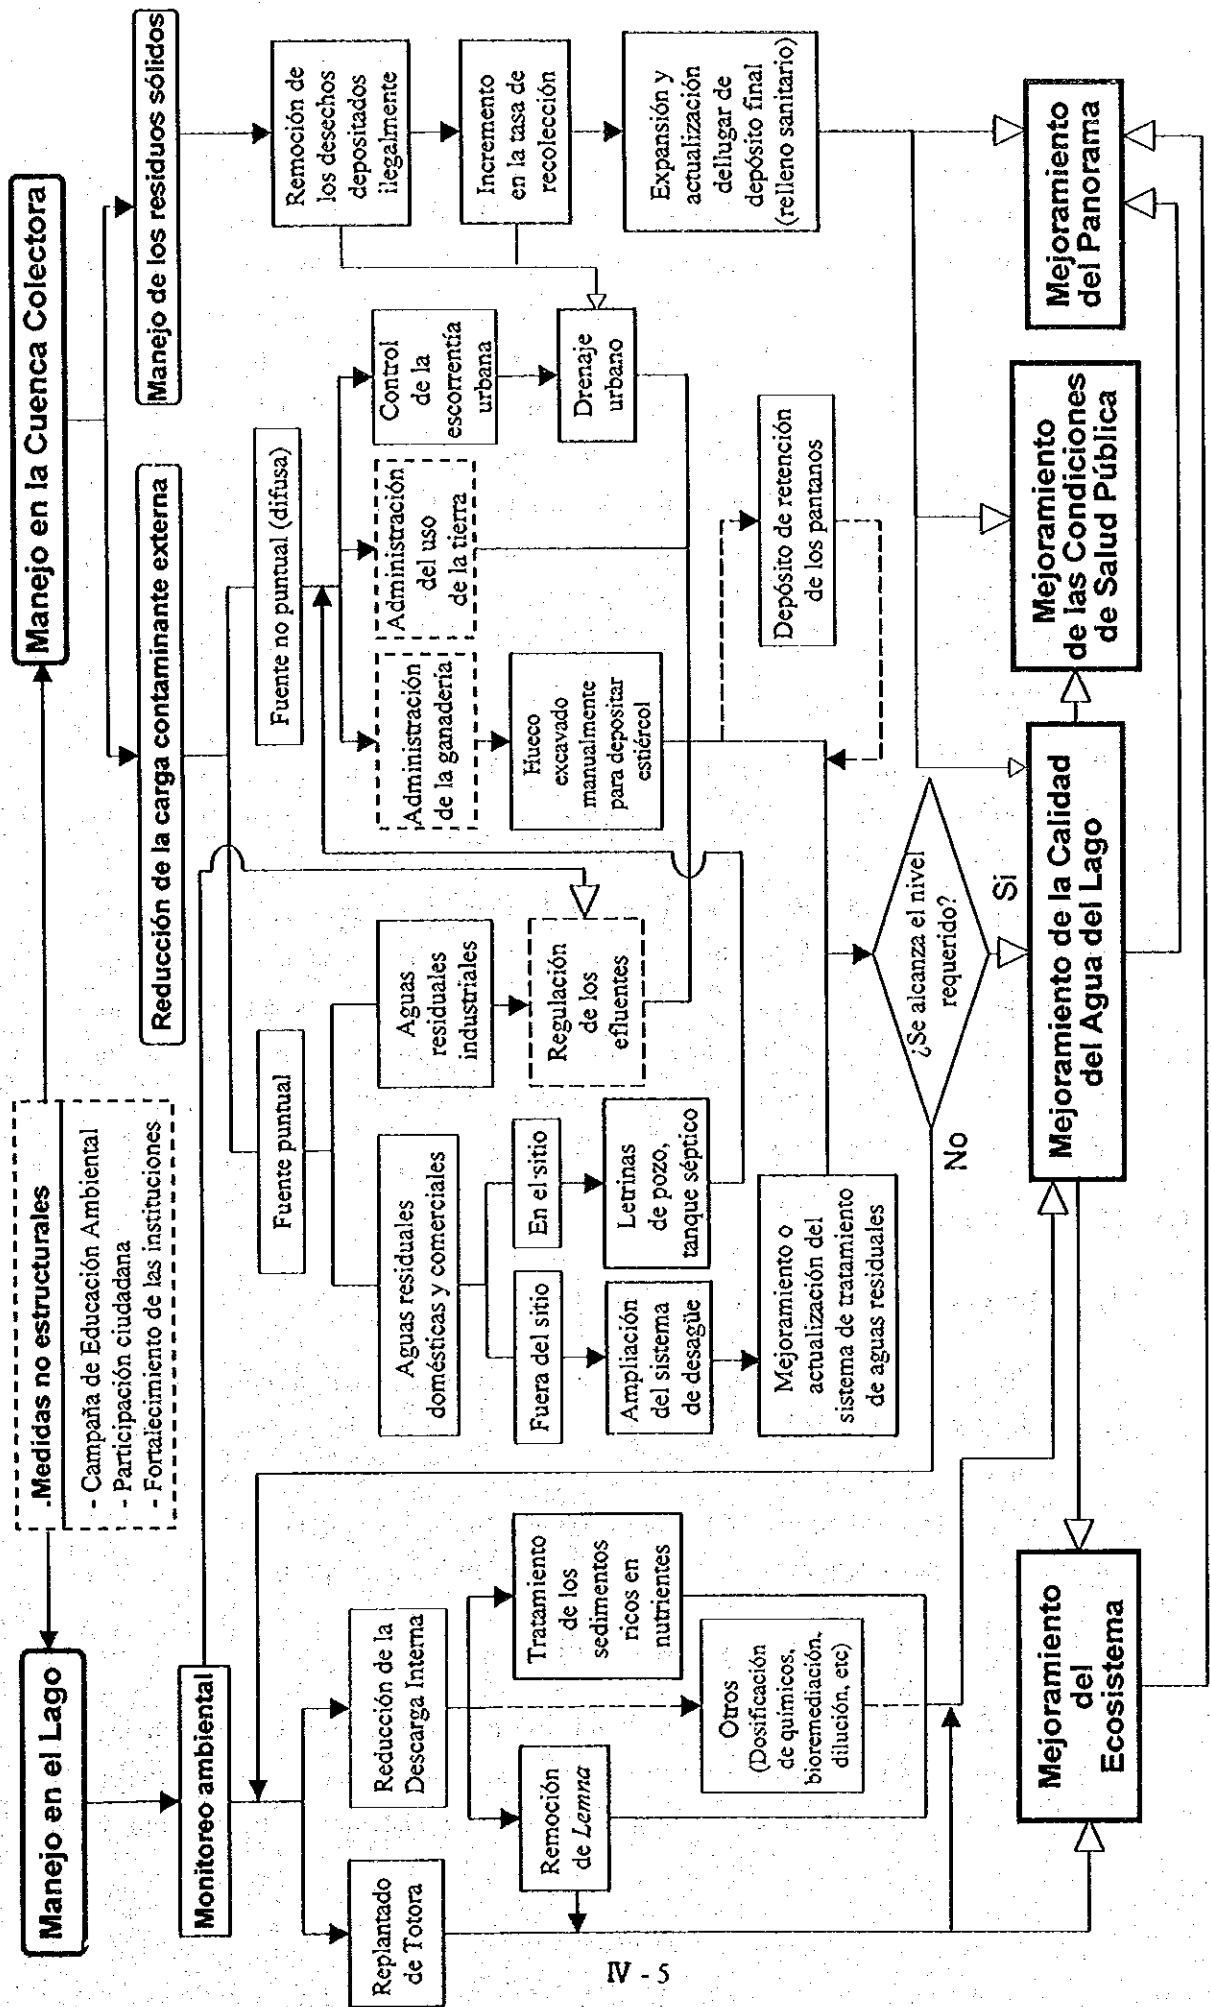 .Medidas no estructurales
- Campaña de Educación Ambiental
- Participación ciudadana
- Fortalecimiento de las instituciones
Manejo en el Lago
Manejo en la Cuenca Colectora
Monitoreo ambiental
Reducción de la carga contaminante externa
Manejo de los residuos sólidos
Replantado
de Totora
Reducción de la
Descarga Interna
Remoción
de Lemna
Tratamiento
de los
sedimentos
ricos en
nutrientes
Otros
(Dosificación
de químicos,
bioremediación,
dilución, etc)
Fuente puntual
Fuente no puntual (difusa)
Aguas residuales
domésticas y comerciales
Aguas
residuales
industriales
Fuera del sitio
En el sitio
Ampliación
del sistema
de desagüe
Letrinas
de pozo,
tanque séptico
Regulación
de los
efluentes
Mejoramiento o
actualización del
sistema de tratamiento
de aguas residuales
Administración
de la ganadería
Administración
del uso
de la tierra
Control
de la
escorrentía
urbana
Hueco
excavado
manualmente
para depositar
estiércol
Drenaje
urbano
Depósito de retención
de los pantanos
Remoción de
los desechos
depositados
ilegalmente
Incremento
en la tasa de
recolección
Expansión y
actualización
dellugar de
depósito final
(relleno sanitario)
¿Se alcanza el nivel
requerido?
No
Si
Mejoramiento
del
Ecosistema
Mejoramiento de la Calidad
del Agua del Lago
Mejoramiento
de las Condiciones
de Salud Pública
Mejoramiento
del Panorama
IV - 5